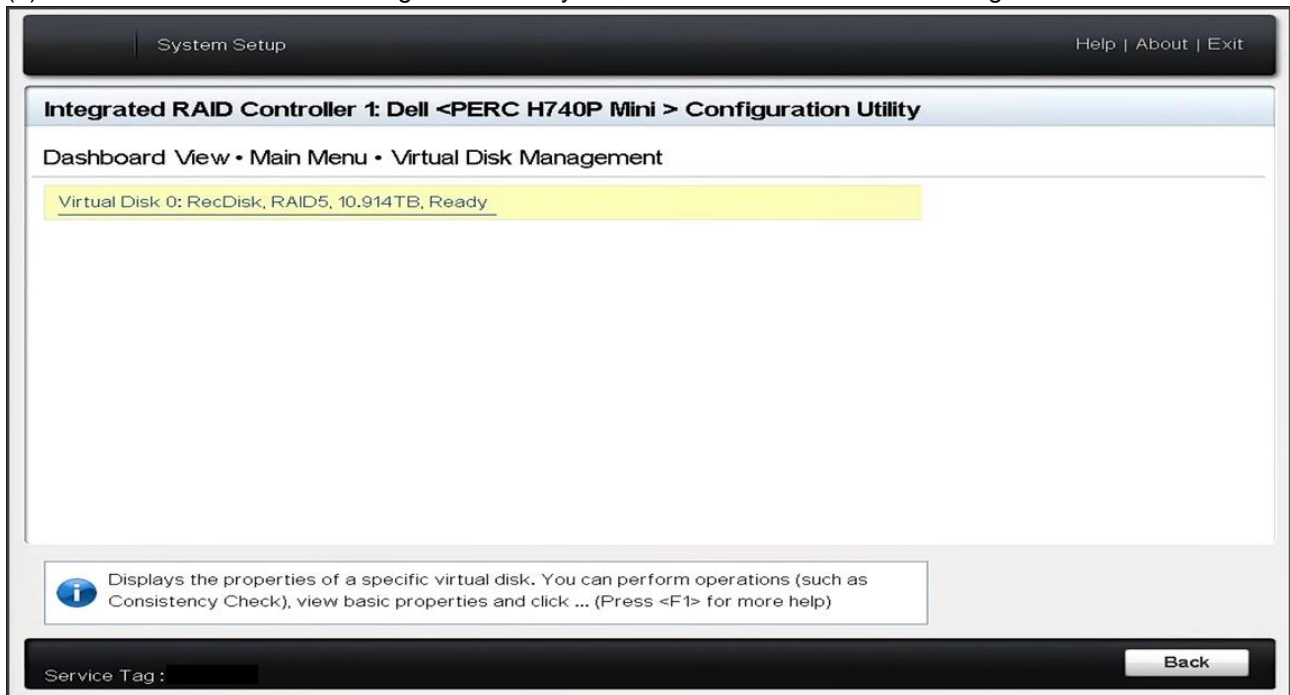 System Setup
Help | About | Exit
Integrated RAID Controller 1: Dell <PERC H740P Mini > Configuration Utility
Dashboard View • Main Menu • Virtual Disk Management
Virtual Disk 0: RecDisk, RAID5, 10.914TB, Ready
Displays the properties of a specific virtual disk. You can perform operations (such as
Consistency Check), view basic properties and click ... (Press <F1> for more help)
Service Tag :
Back